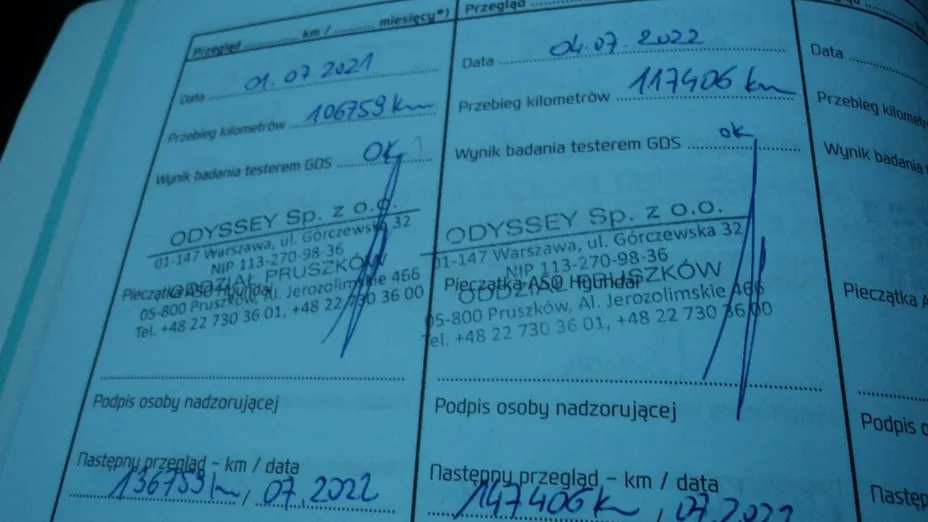 Przegląd ............ km / ............ miesięcy*)
Data 01.07.2021
Przebieg kilometrów 106759 km
Wynik badania testerem GDS OK
ODYSSEY Sp. z o.o.
01-147 Warszawa, ul. Górczewska 32
NIP 113-270-98-36
ODDZIAŁ PRUSZKÓW
Pieczątka ASO Hyundai
05-800 Pruszków, Al. Jerozolimskie 466
Tel. +48 22 730 36 01, +48 22 730 36 00
Podpis osoby nadzorującej
Następny przegląd – km / data
136759 km, 07.2022
Przegląd
Data 04.07.2022
Przebieg kilometrów 117406 km
Wynik badania testerem GDS ok
ODYSSEY Sp. z o.o.
01-147 Warszawa, ul. Górczewska 32
NIP 113-270-98-36
Pieczątka ASO Hyundai
ODDZIAŁ PRUSZKÓW
05-800 Pruszków, Al. Jerozolimskie 466
Tel. +48 22 730 36 01, +48 22 730 36 00
Podpis osoby nadzorującej
Następny przegląd – km / data
147406 k, 07.202
Data
Przebieg kilometr
Wynik badania
Pieczątka A
Podpis o
Następn